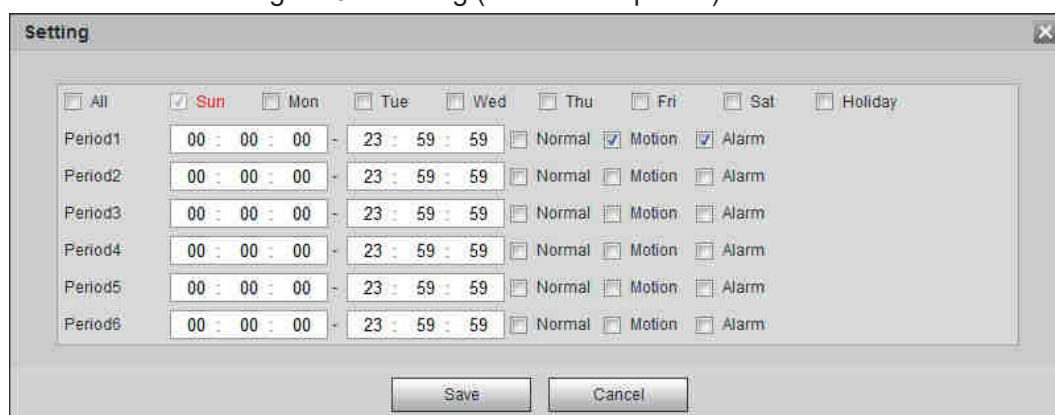 Setting
All Sun Mon Tue Wed Thu Fri Sat Holiday
Period1 00 : 00 : 00 - 23 : 59 : 59 Normal Motion Alarm
Period2 00 : 00 : 00 - 23 : 59 : 59 Normal Motion Alarm
Period3 00 : 00 : 00 - 23 : 59 : 59 Normal Motion Alarm
Period4 00 : 00 : 00 - 23 : 59 : 59 Normal Motion Alarm
Period5 00 : 00 : 00 - 23 : 59 : 59 Normal Motion Alarm
Period6 00 : 00 : 00 - 23 : 59 : 59 Normal Motion Alarm
Save Cancel